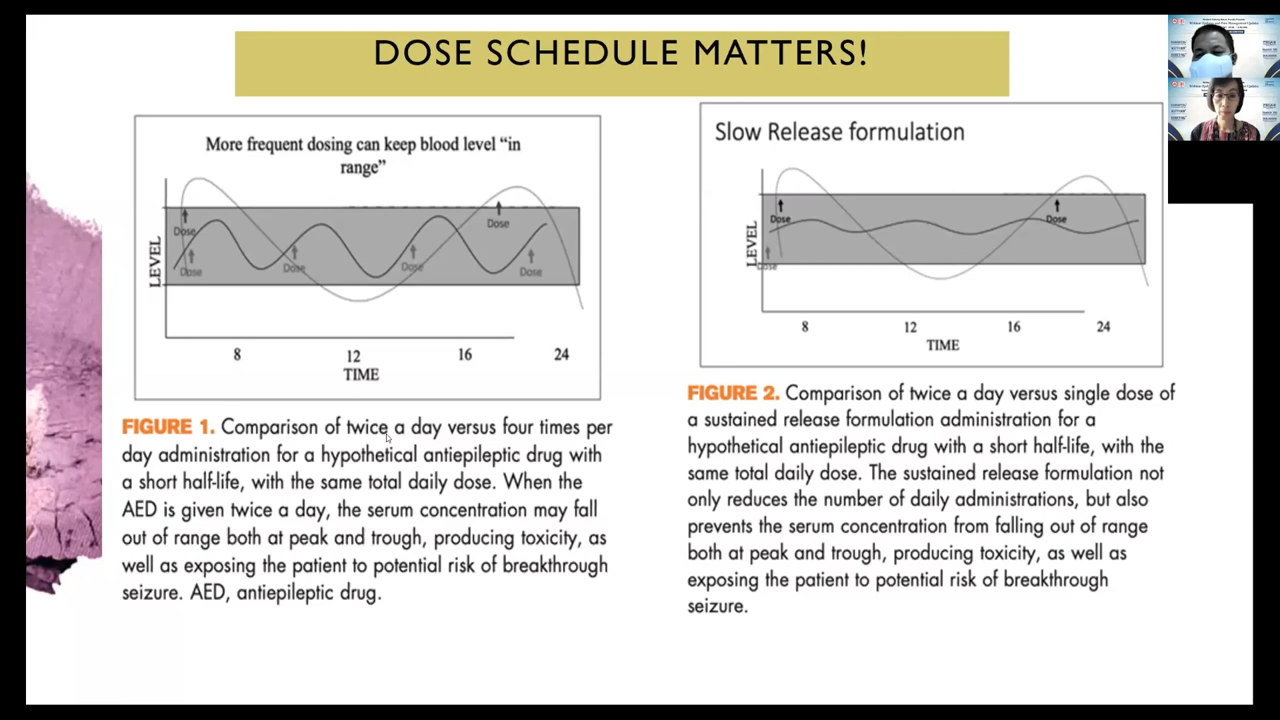 DOSE SCHEDULE MATTERS!
More frequent dosing can keep blood level “in
range”
LEVEL
Dose
Dose
Dose
Dose
Dose
Dose
8
12
16
24
TIME
FIGURE 1. Comparison of twice a day versus four times per
day administration for a hypothetical antiepileptic drug with
a short half-life, with the same total daily dose. When the
AED is given twice a day, the serum concentration may fall
out of range both at peak and trough, producing toxicity, as
well as exposing the patient to potential risk of breakthrough
seizure. AED, antiepileptic drug.
Slow Release formulation
LEVEL
Dose
Dose
Dose
8
12
16
24
TIME
FIGURE 2. Comparison of twice a day versus single dose of
a sustained release formulation administration for a
hypothetical antiepileptic drug with a short half-life, with the
same total daily dose. The sustained release formulation not
only reduces the number of daily administrations, but also
prevents the serum concentration from falling out of range
both at peak and trough, producing toxicity, as well as
exposing the patient to potential risk of breakthrough
seizure.